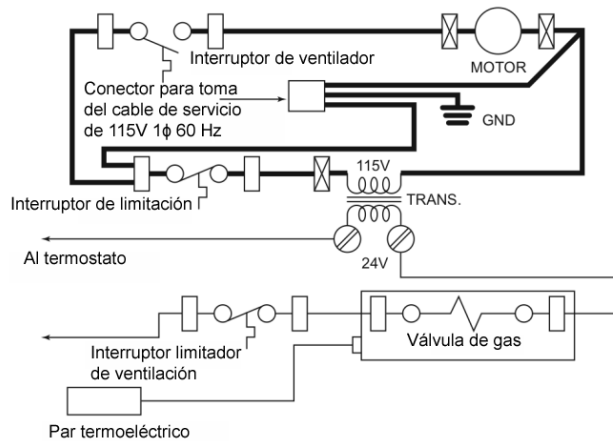 Interruptor de ventilador
MOTOR
Conector para toma
del cable de servicio
de 115V 1ϕ 60 Hz
GND
115V
TRANS.
Interruptor de limitación
Al termostato
24V
Válvula de gas
Interruptor limitador
de ventilación
Par termoeléctrico